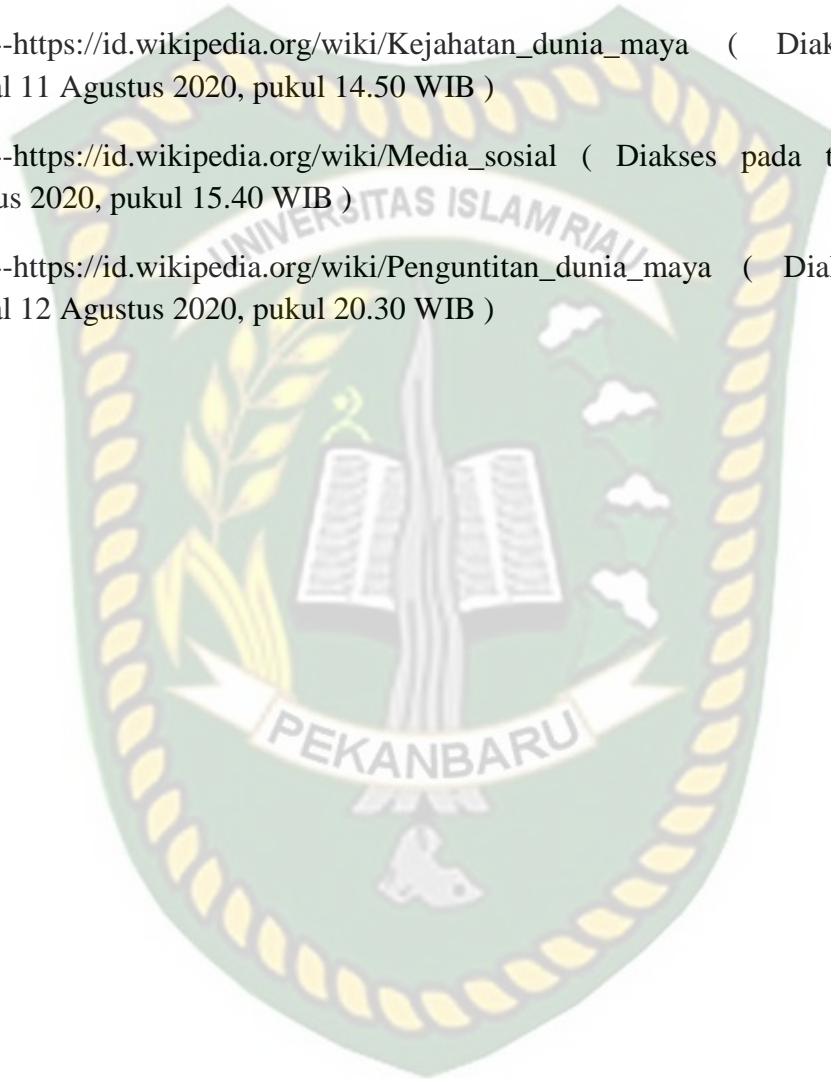 --https://id.wikipedia.org/wiki/Kejahatan_dunia_maya ( Diak
al 11 Agustus 2020, pukul 14.50 WIB )
--https://id.wikipedia.org/wiki/Media_sosial ( Diakses pada t
us 2020, pukul 15.40 WIB )
UNIVERSITAS ISLAM RIAU
--https://id.wikipedia.org/wiki/Penguntitan_dunia_maya ( Dial
al 12 Agustus 2020, pukul 20.30 WIB )
PEKANBARU